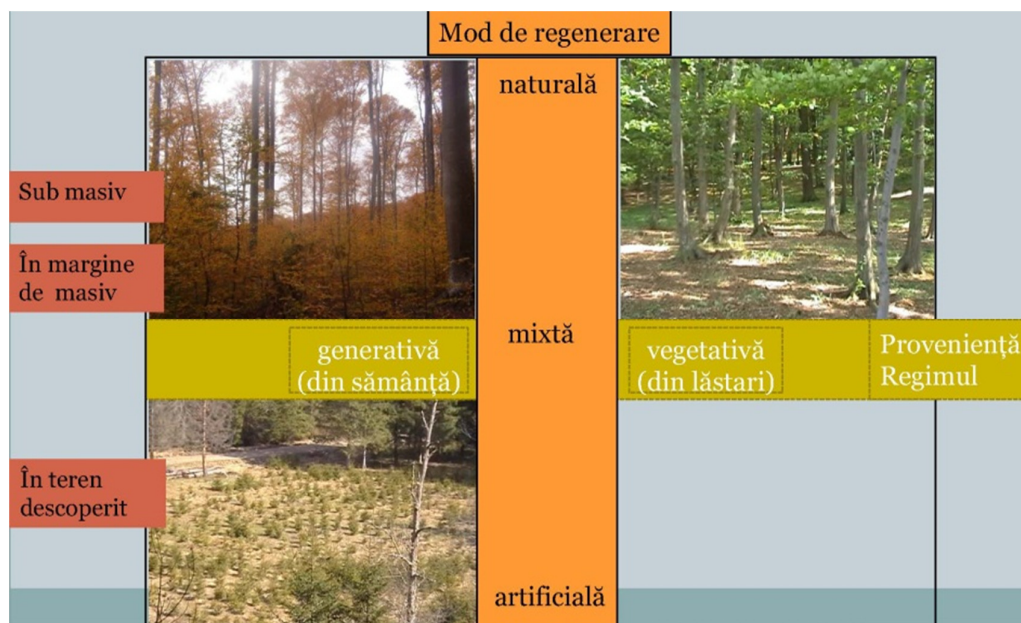 Mod de regenerare
naturală
Sub masiv
În margine
de masiv
mixtă
generativă
(din sămânță)
vegetativă
(din lăstari)
Proveniență
Regimul
În teren
descoperit
artificială